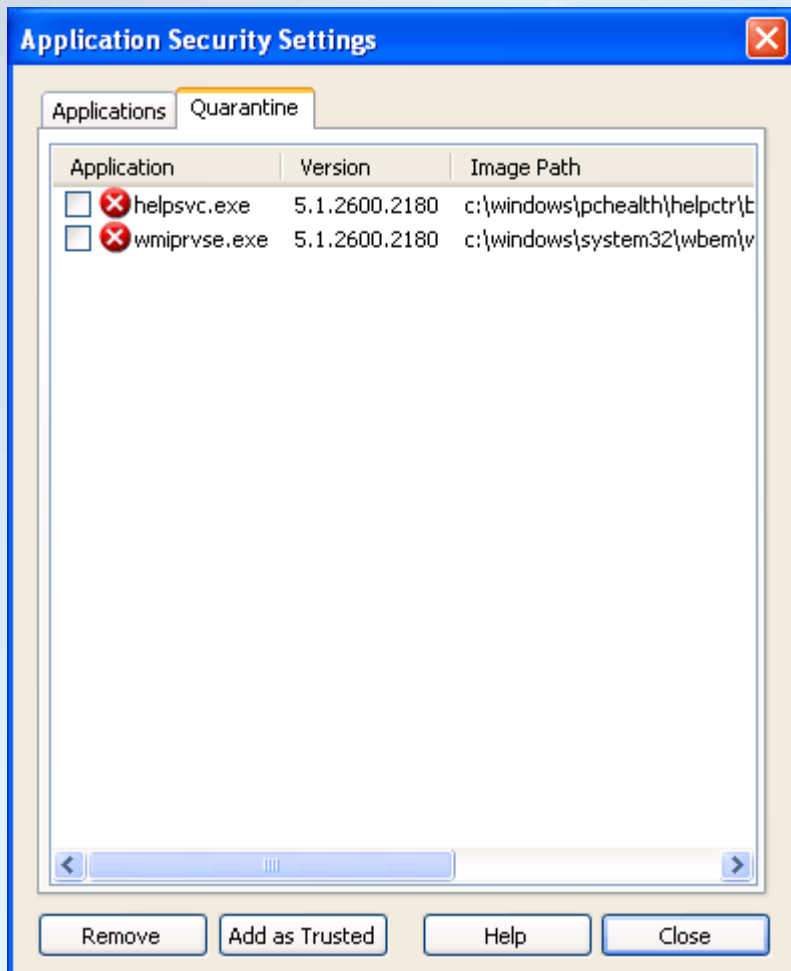 Application Security Settings
Applications Quarantine
Application Version Image Path
helpsvc.exe 5.1.2600.2180 c:\windows\pchealth\helpctr\b
wmiprvse.exe 5.1.2600.2180 c:\windows\system32\wbem\w
Remove Add as Trusted Help Close